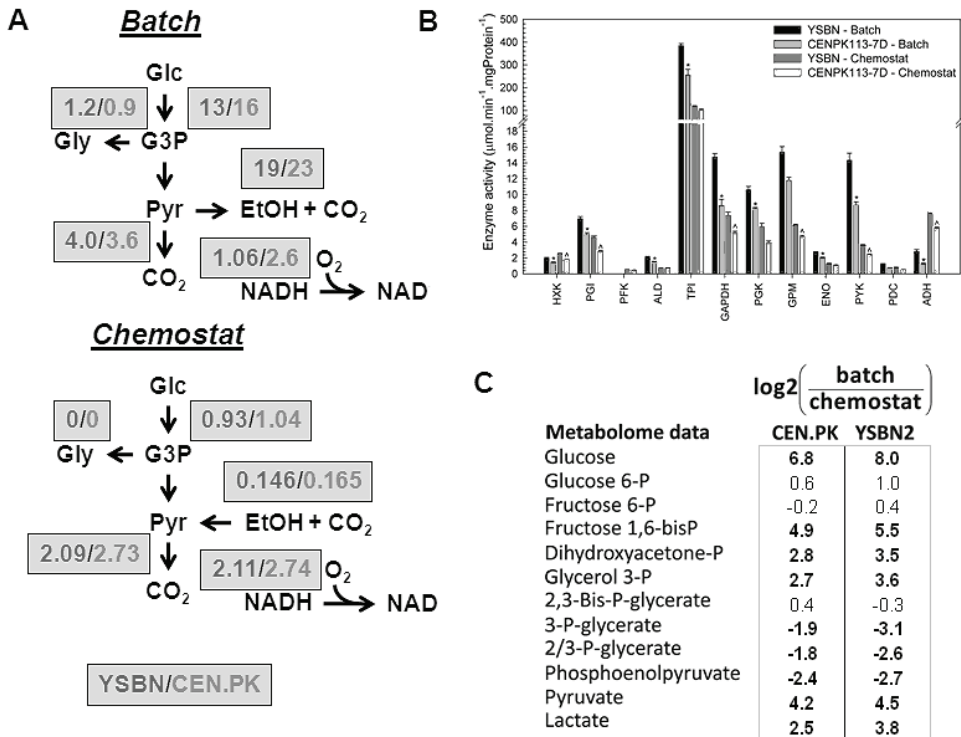 A
Batch
Glc
1.2/0.9
13/16
Gly
G3P
19/23
Pyr
EtOH + CO₂
4.0/3.6
1.06/2.6
O₂
CO₂
NADH
NAD
Chemostat
Glc
0/0
0.93/1.04
Gly
G3P
0.146/0.165
Pyr
EtOH + CO₂
2.09/2.73
2.11/2.74
O₂
CO₂
NADH
NAD
YSBN/CEN.PK
B
YSBN - Batch
CENPK113-7D - Batch
YSBN - Chemostat
CENPK113-7D - Chemostat
Enzyme activity (μmol.min⁻¹.mgProtein⁻¹)
500
400
300
200
100
18
16
14
12
10
8
6
4
2
0
* ^ * ^ * * * ^ * ^ * * ^ * ^
HXK
PGI
PFK
ALD
TPI
GAPDH
PGK
GPM
ENO
PYK
PDC
ADH
C
log2(batch/chemostat)
Metabolome data CEN.PK YSBN2
Glucose 6.8 8.0
Glucose 6-P 0.6 1.0
Fructose 6-P -0.2 0.4
Fructose 1,6-bisP 4.9 5.5
Dihydroxyacetone-P 2.8 3.5
Glycerol 3-P 2.7 3.6
2,3-Bis-P-glycerate 0.4 -0.3
3-P-glycerate -1.9 -3.1
2/3-P-glycerate -1.8 -2.6
Phosphoenolpyruvate -2.4 -2.7
Pyruvate 4.2 4.5
Lactate 2.5 3.8